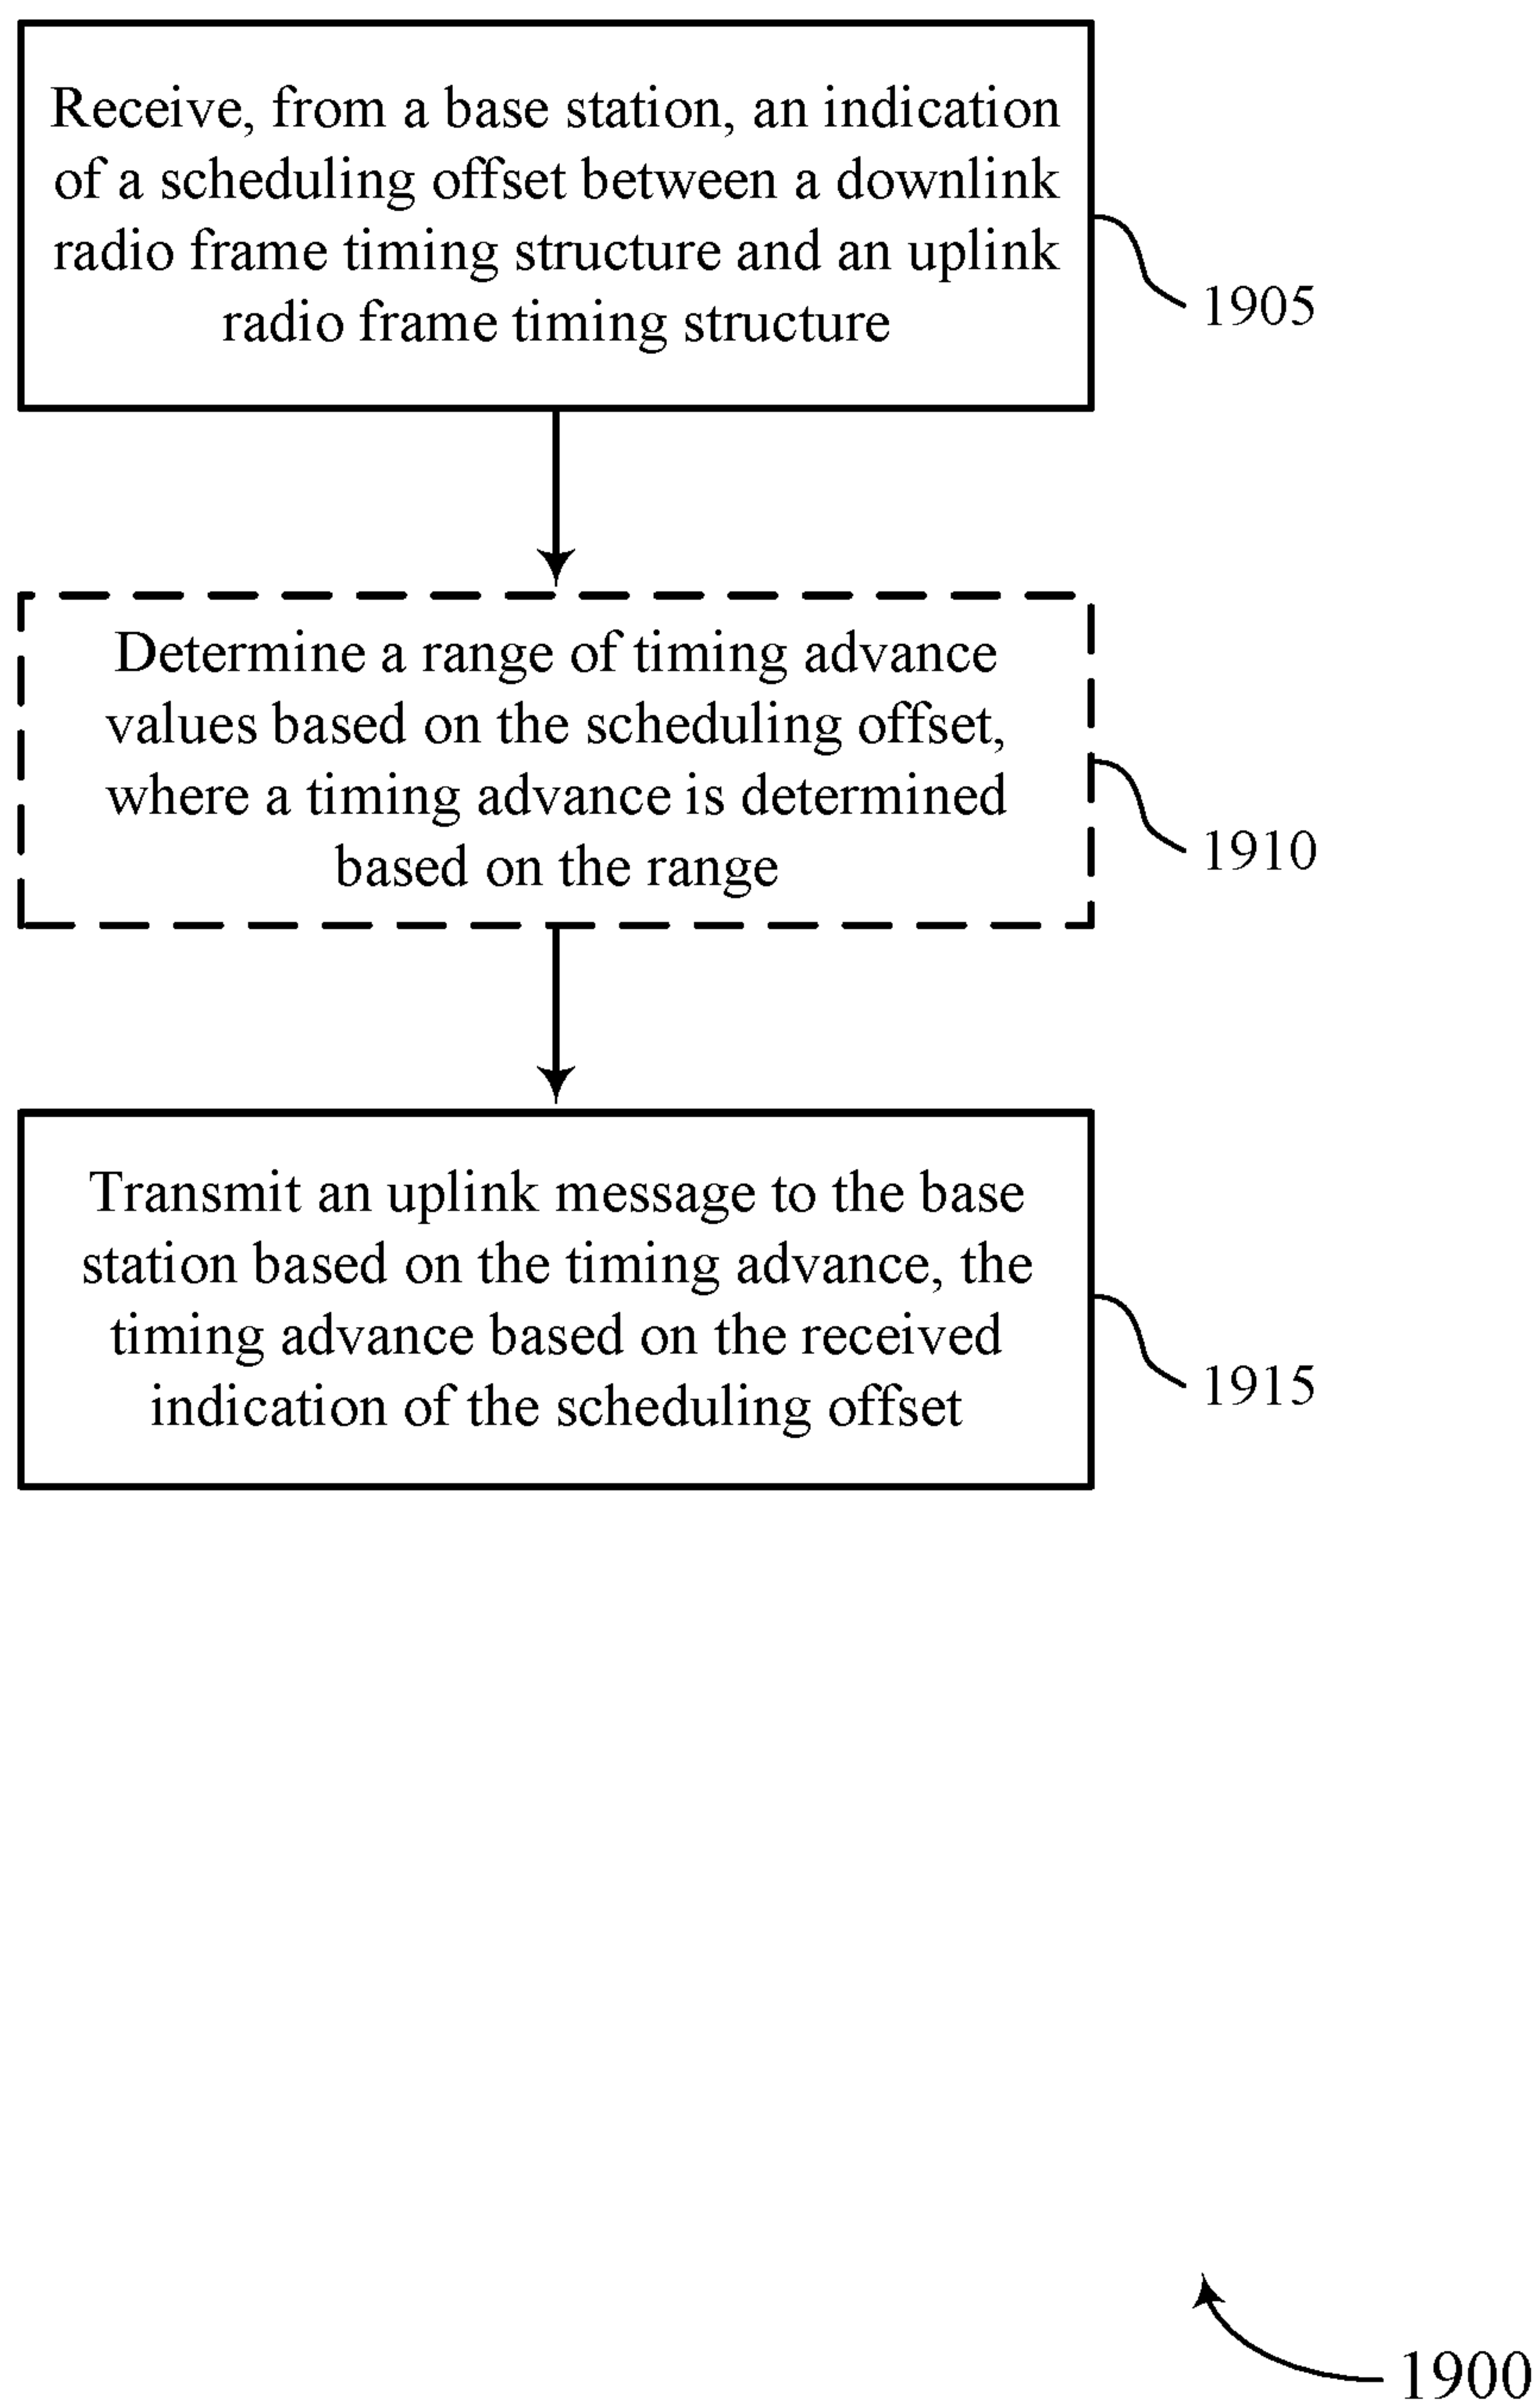 Receive, from a base station, an indication
of a scheduling offset between a downlink
radio frame timing structure and an uplink
radio frame timing structure
1905
Determine a range of timing advance
values based on the scheduling offset,
where a timing advance is determined
based on the range
1910
Transmit an uplink message to the base
station based on the timing advance, the
timing advance based on the received
indication of the scheduling offset
1915
1900